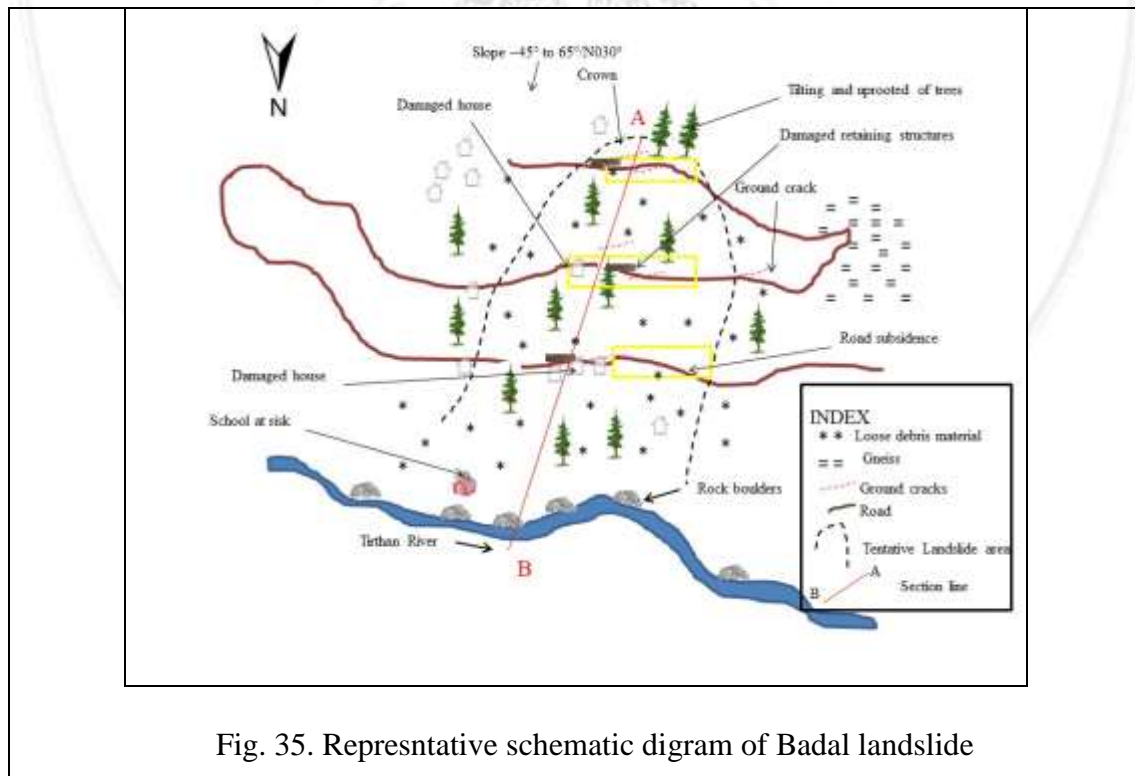 Slope –45° to 65°/N030°
Crown
N
Damaged house
Tilting and uprooted of trees
A
Damaged retaining structures
Ground crack
Road subsidence
Damaged house
School at risk
Rock boulders
Tirthan River
B
INDEX
Loose debris material
Gneiss
Ground cracks
Road
Tentative Landslide area
A
B
Section line
Fig. 35. Represntative schematic digram of Badal landslide